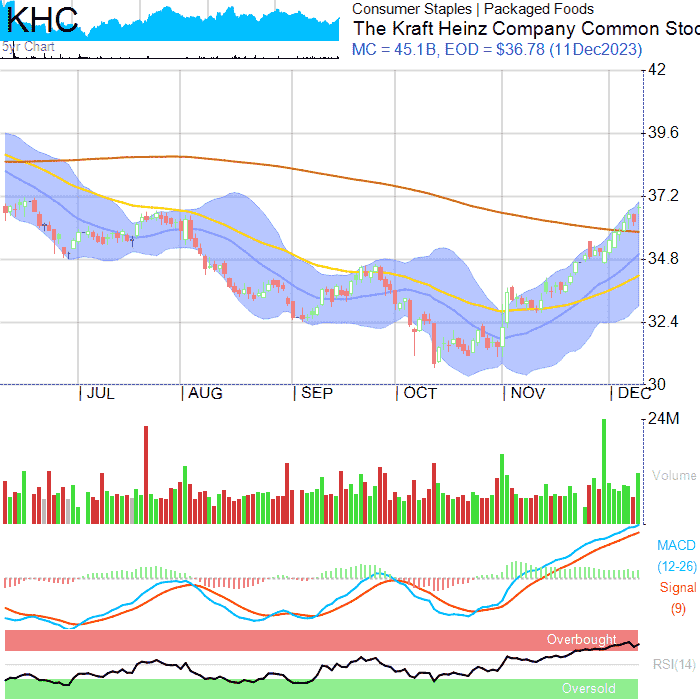 KHC
5yr Chart
Consumer Staples | Packaged Foods
The Kraft Heinz Company Common Stoc
MC = 45.1B, EOD = $36.78 (11Dec2023)
42
39.6
37.2
34.8
32.4
30
JUL AUG SEP OCT NOV DEC
24M
Volume
MACD
(12-26)
Signal
(9)
Overbought
RSI(14)
Oversold